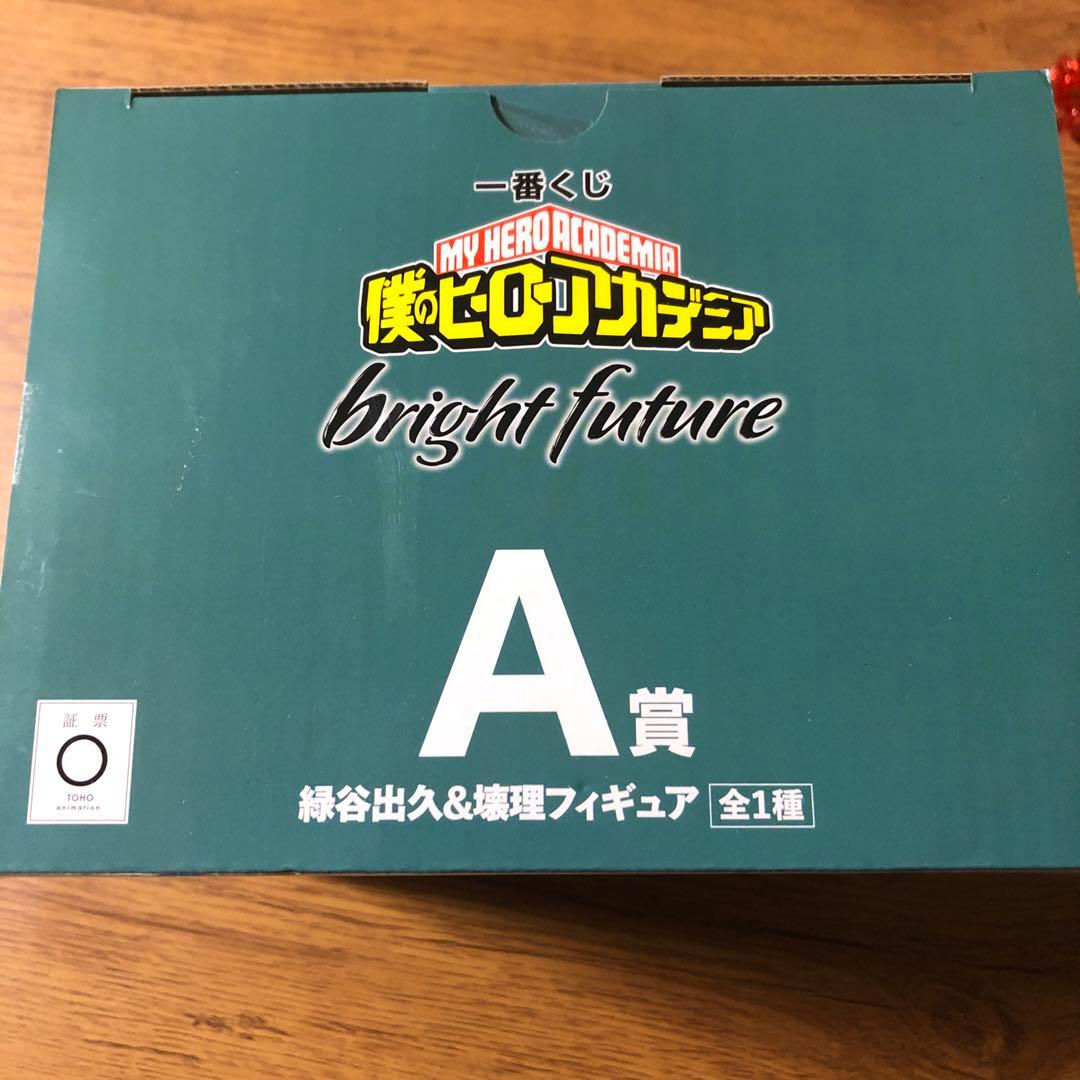 一番くじ
MY HERO ACADEMIA
僕のヒーローアカデミア
bright future
A賞
緑谷出久&壊理フィギュア 全1種
証票
TOHO
animation